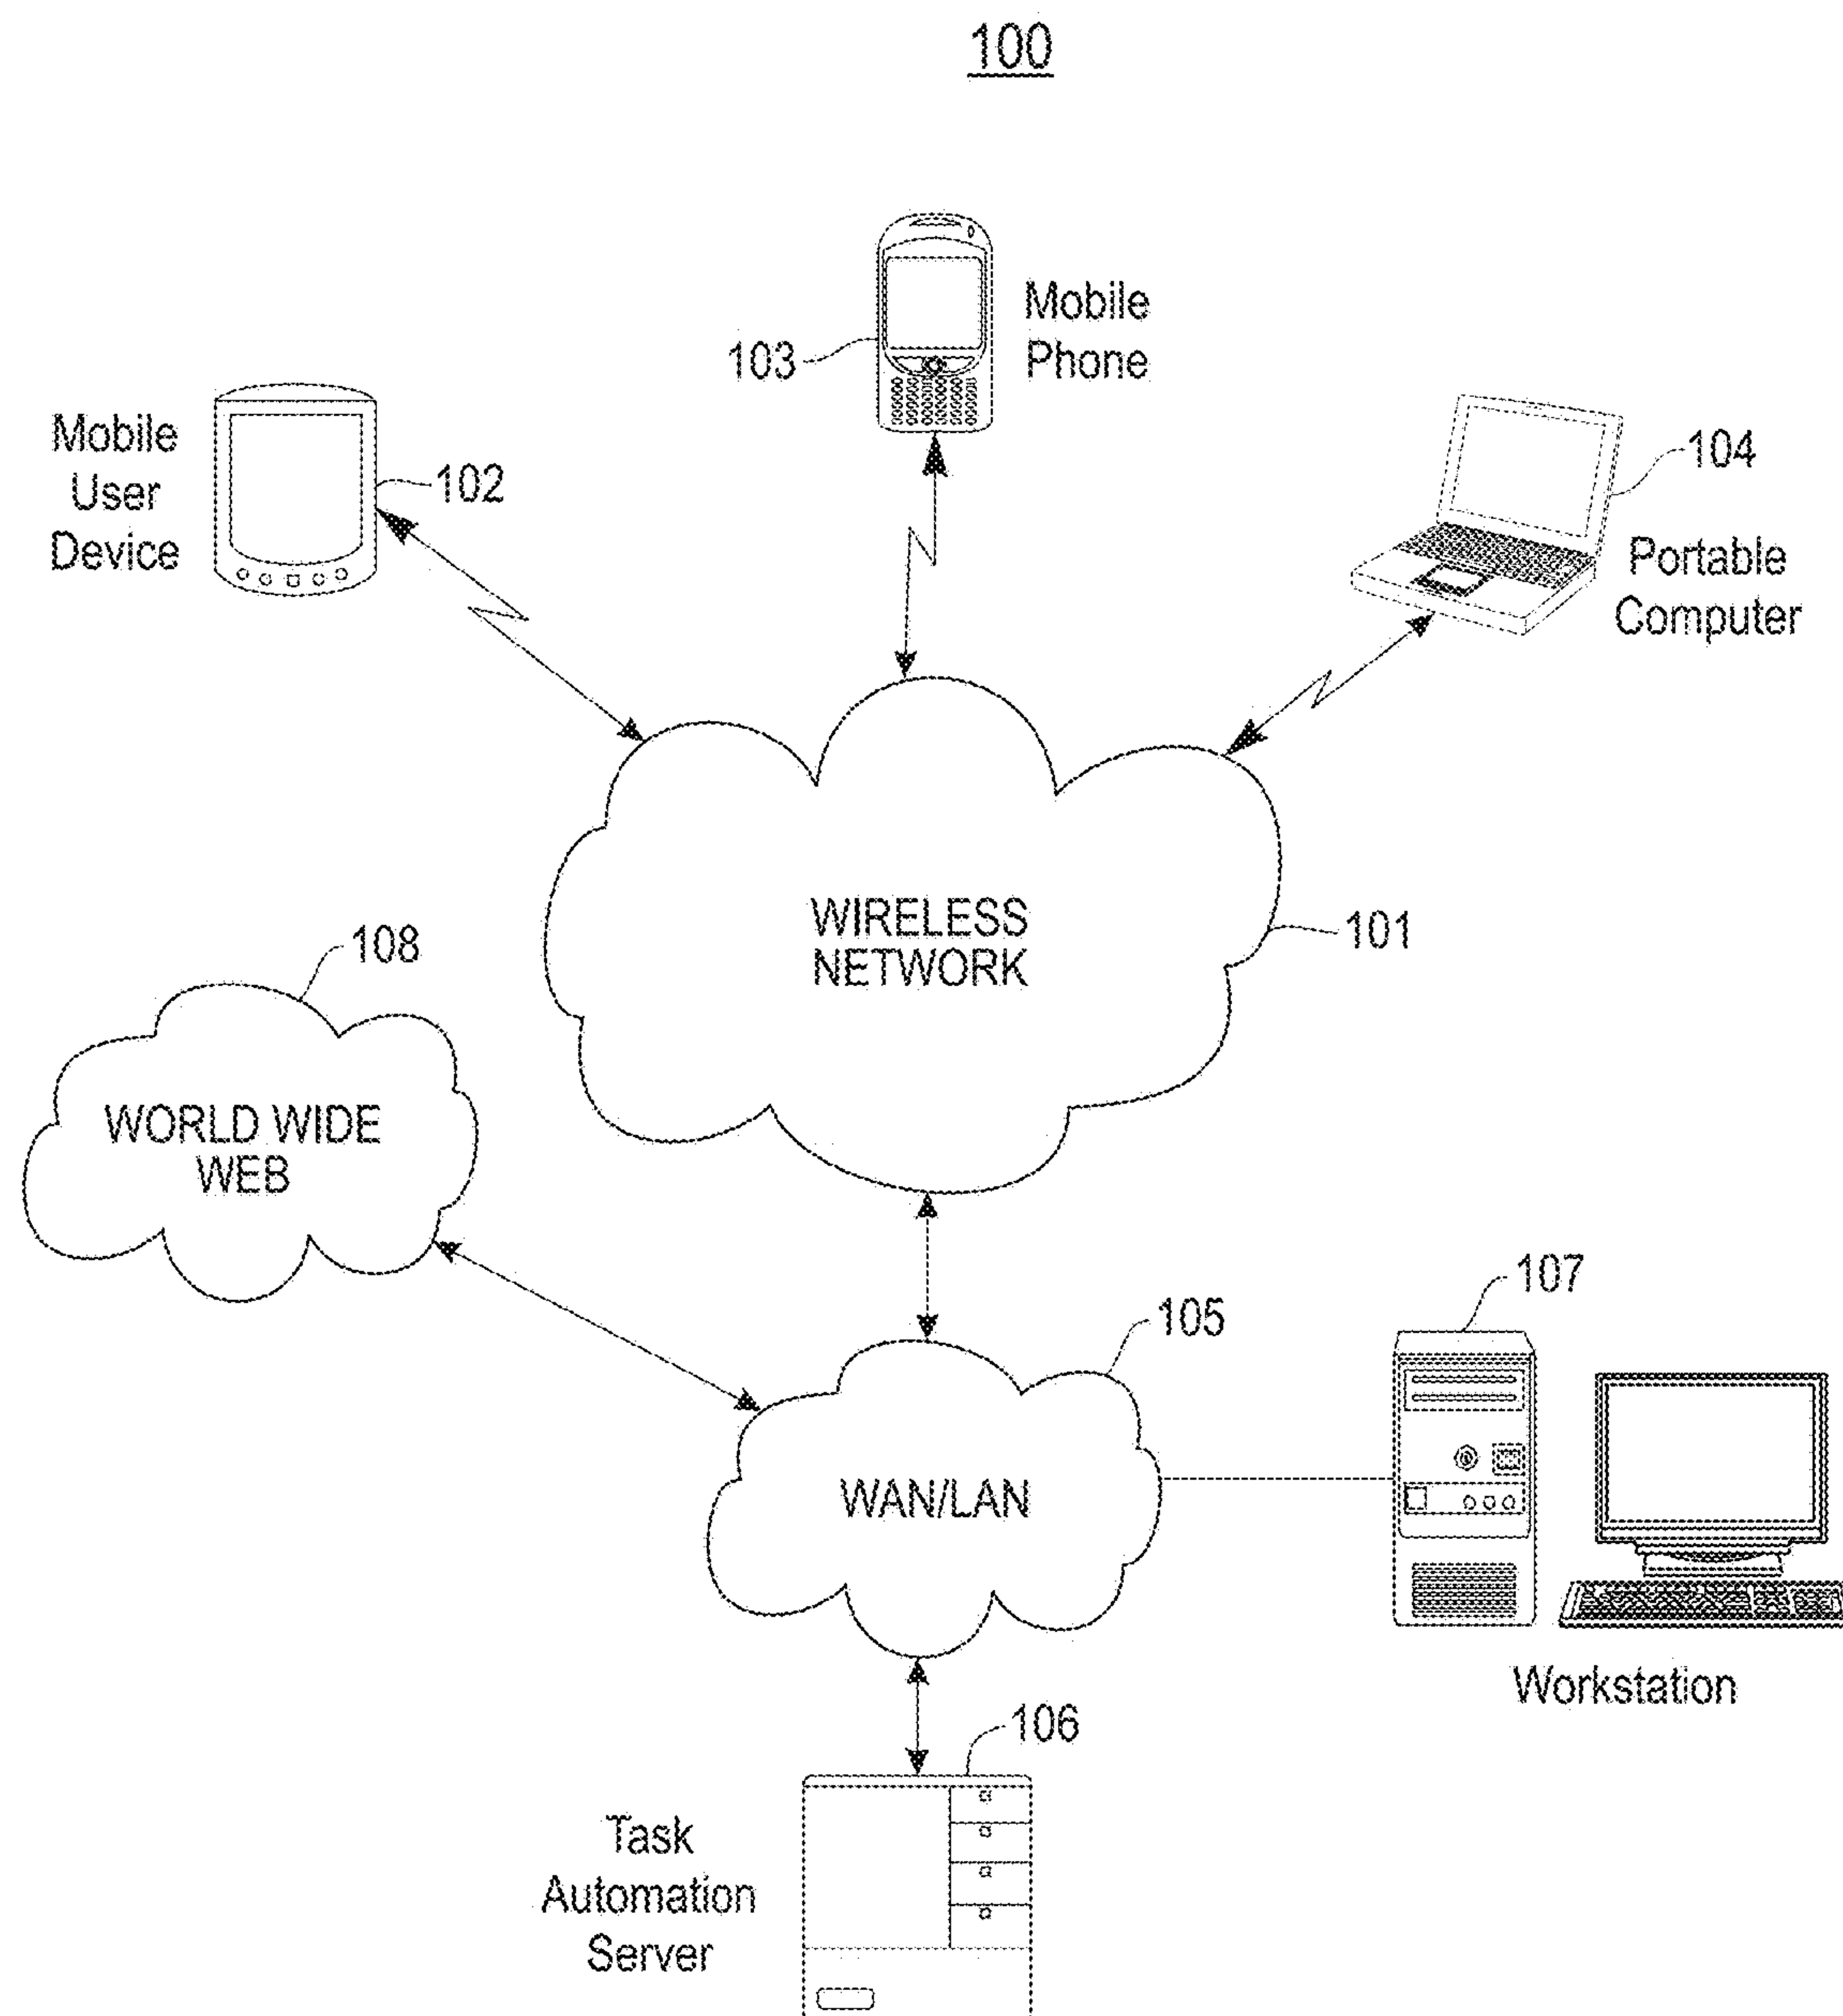 100
103
Mobile
Phone
Mobile
User
Device
102
104
Portable
Computer
WIRELESS
NETWORK
101
108
WORLD WIDE
WEB
105
107
WAN/LAN
Workstation
106
Task
Automation
Server